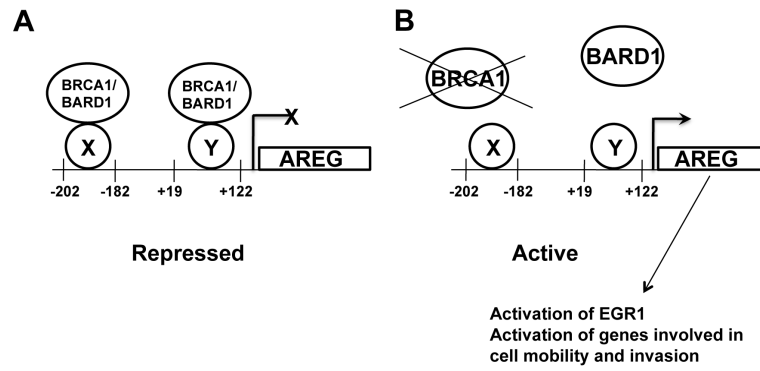 A
BRCA1/
BARD1
BRCA1/
BARD1
X
X
Y
AREG
-202
-182
+19
+122
Repressed
B
BRCA1
BARD1
X
Y
AREG
-202
-182
+19
+122
Active
Activation of EGR1
Activation of genes involved in
cell mobility and invasion